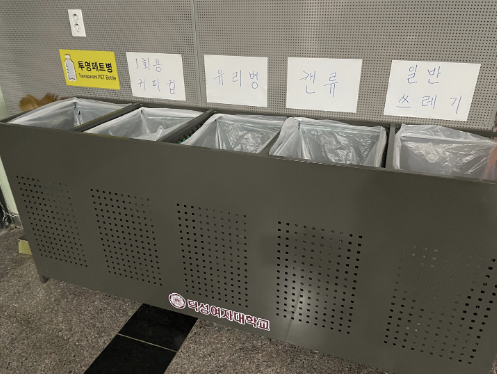 투명페트병
Transparent PET Bottle
1회용
커피컵
유리병
캔류
일반
쓰레기
덕성여자대학교